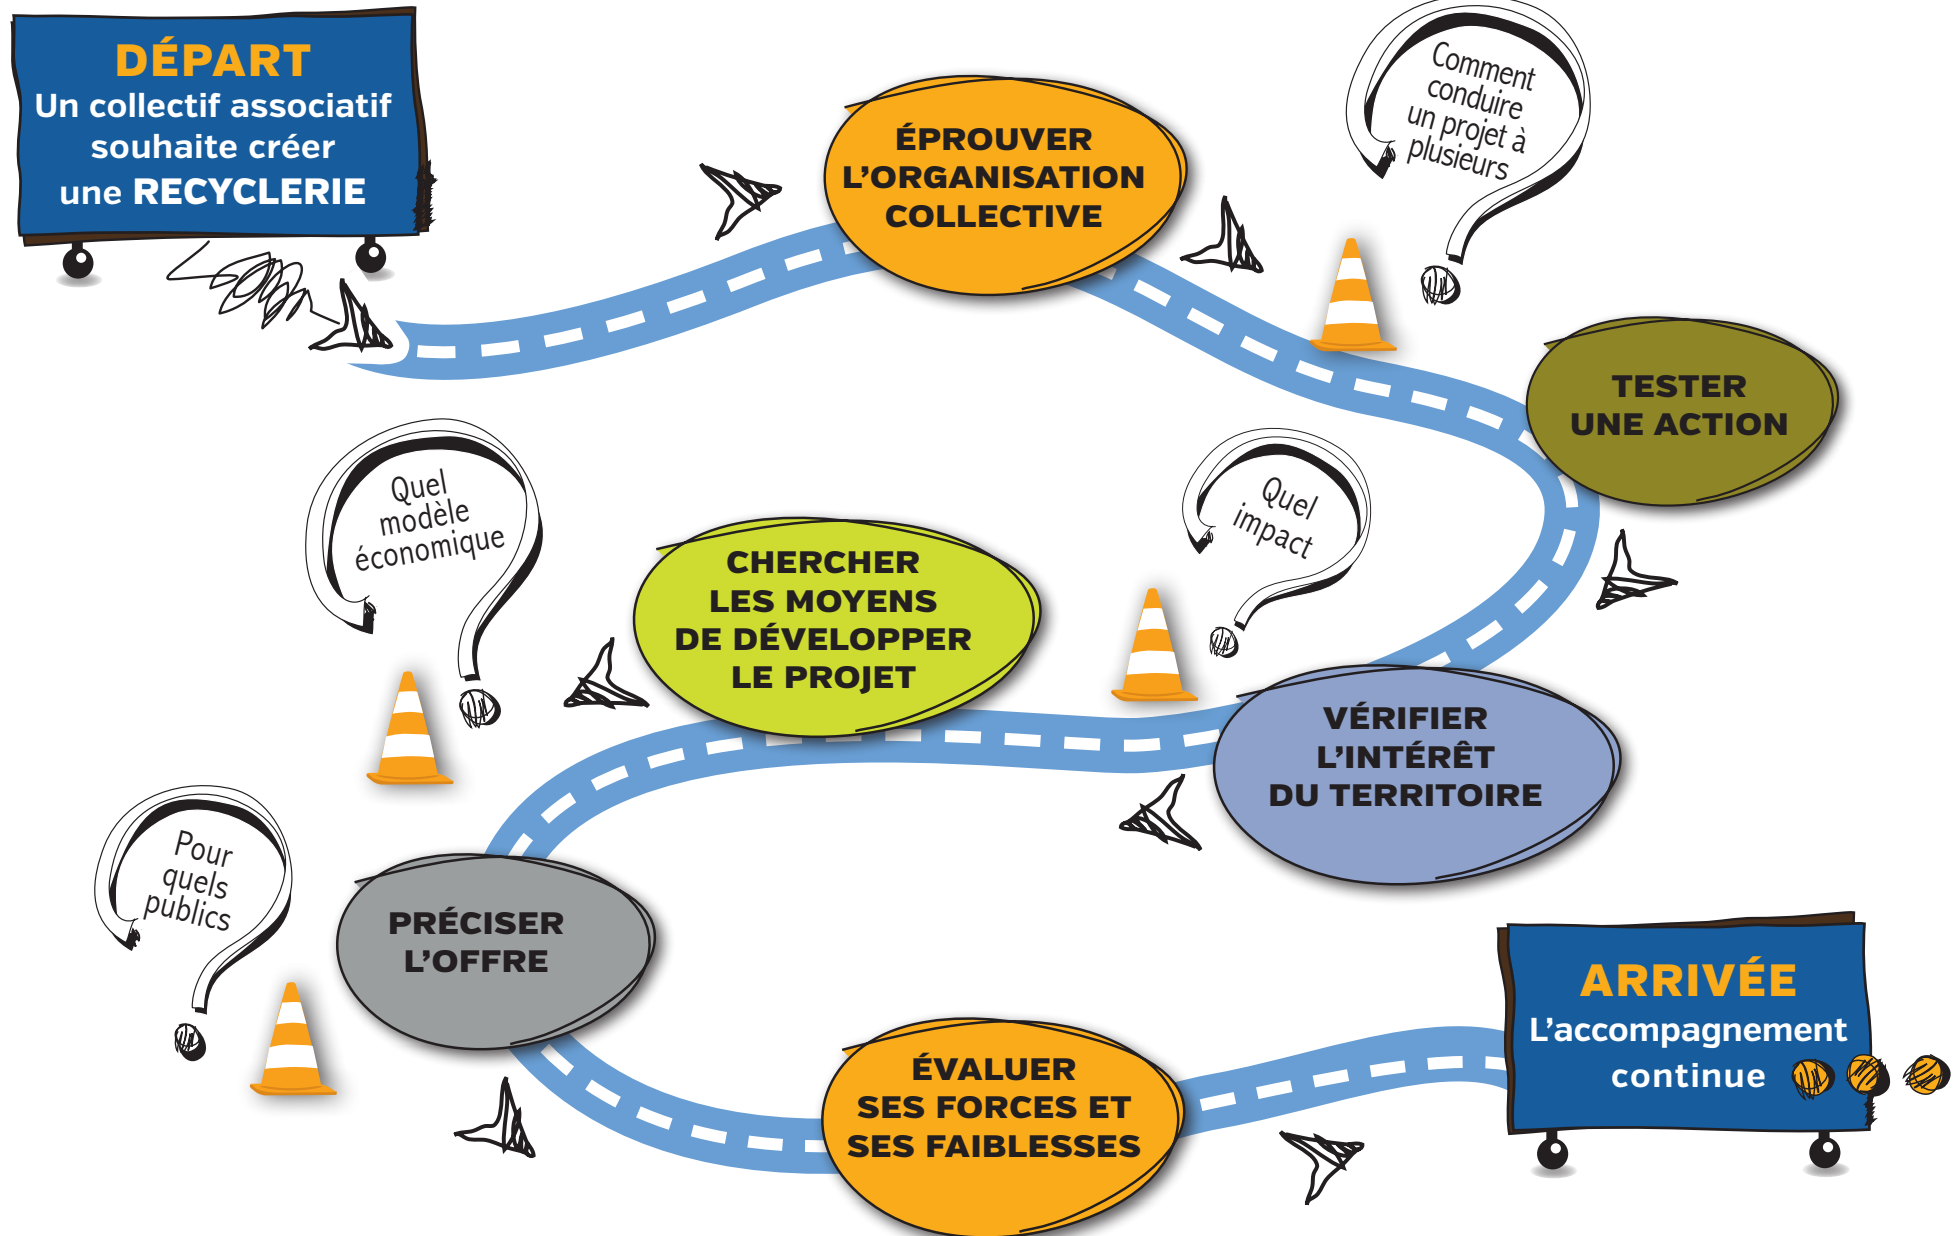 DÉPART
Un collectif associatif
souhaite créer
une RECYCLERIE
ÉPROUVER
L'ORGANISATION
COLLECTIVE
Comment
conduire
un projet à
plusieurs
TESTER
UNE ACTION
Quel
impact
VÉRIFIER
L'INTÉRÊT
DU TERRITOIRE
CHERCHER
LES MOYENS
DE DÉVELOPPER
LE PROJET
Quel
modèle
économique
Pour
quels
publics
PRÉCISER
L'OFFRE
ÉVALUER
SES FORCES ET
SES FAIBLESSES
ARRIVÉE
L'accompagnement
continue